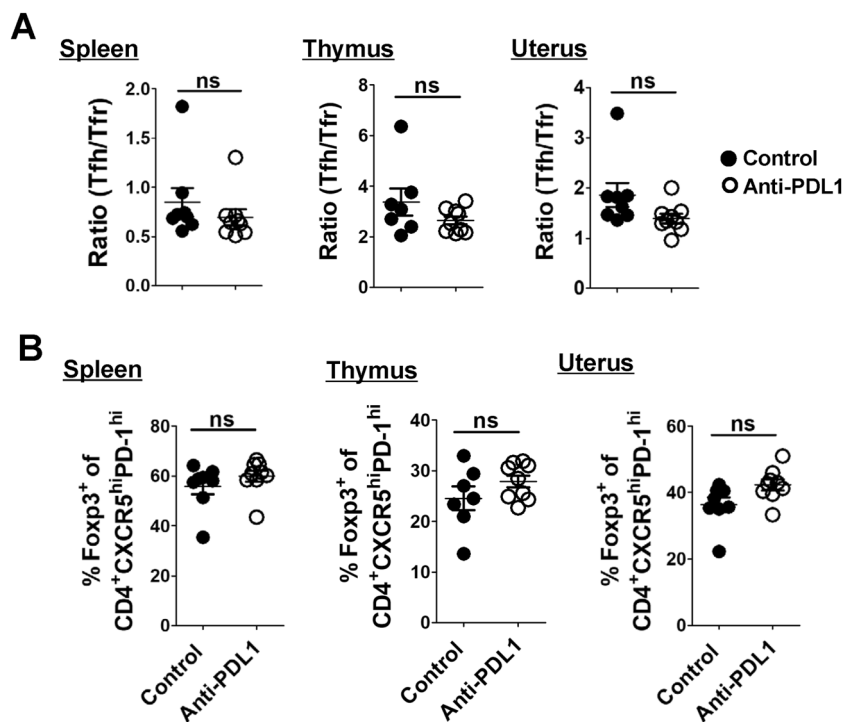 A
Spleen
Thymus
Uterus
ns
ns
ns
Ratio (Tfh/Tfr)
2.0
1.5
1.0
0.5
0.0
Ratio (Tfh/Tfr)
8
6
4
2
0
Ratio (Tfh/Tfr)
4
3
2
1
0
Control
Anti-PDL1
B
Spleen
Thymus
Uterus
ns
ns
ns
% Foxp3⁺ of
CD4⁺CXCR5ʰⁱPD-1ʰⁱ
80
60
40
20
0
Control
Anti-PDL1
% Foxp3⁺ of
CD4⁺CXCR5ʰⁱPD-1ʰⁱ
40
30
20
10
0
Control
Anti-PDL1
% Foxp3⁺ of
CD4⁺CXCR5ʰⁱPD-1ʰⁱ
60
40
20
0
Control
Anti-PDL1